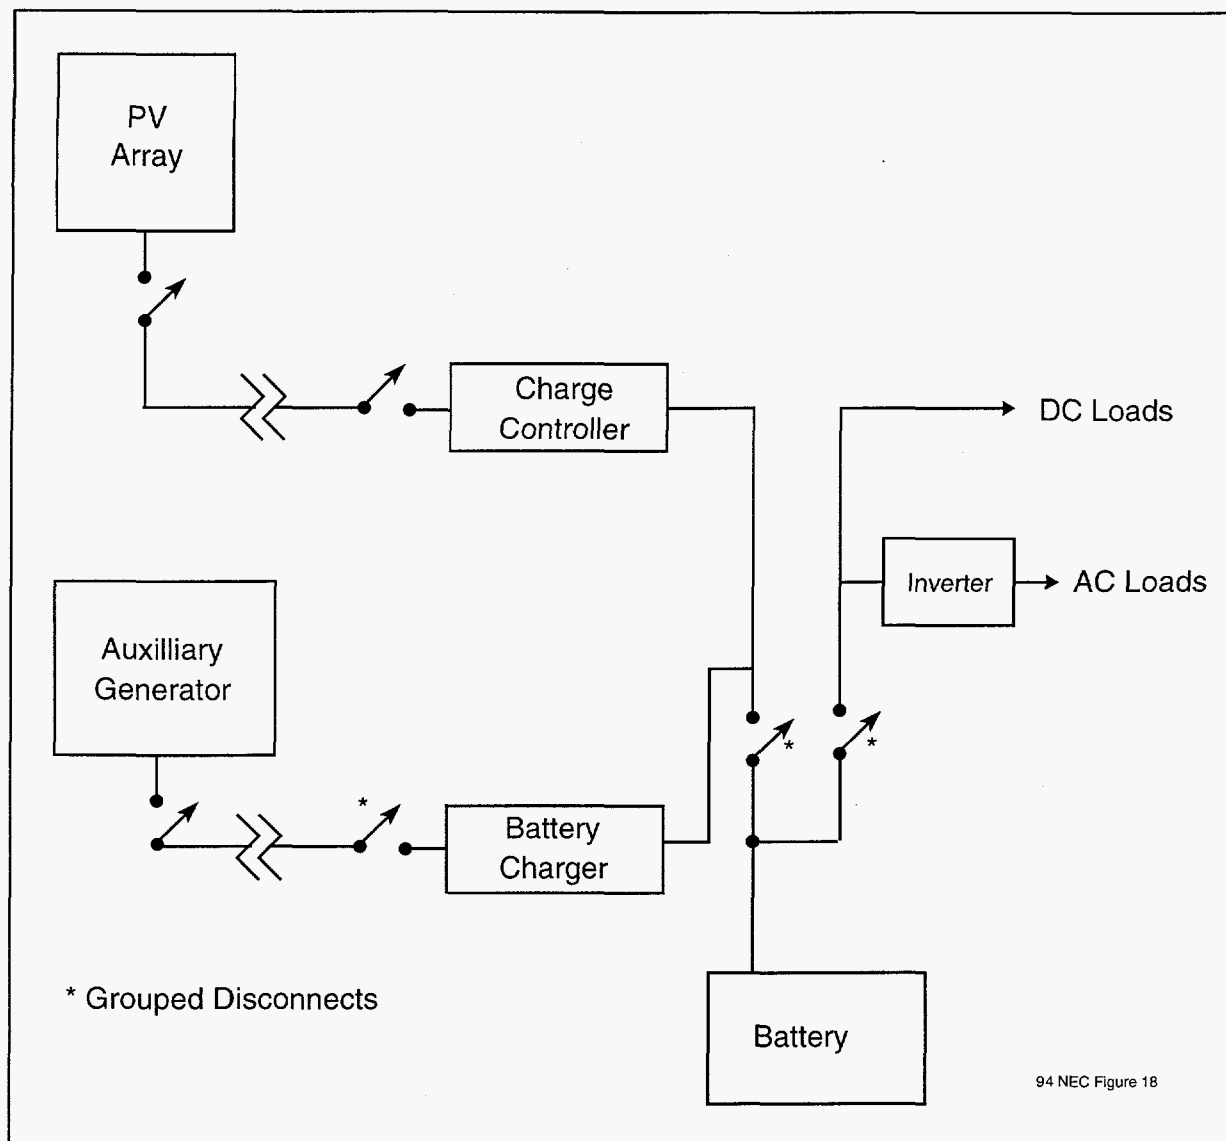 PV
Array
Charge
Controller
DC Loads
Inverter
AC Loads
Auxilliary
Generator
*
*
*
Battery
Charger
* Grouped Disconnects
Battery
94 NEC Figure 18